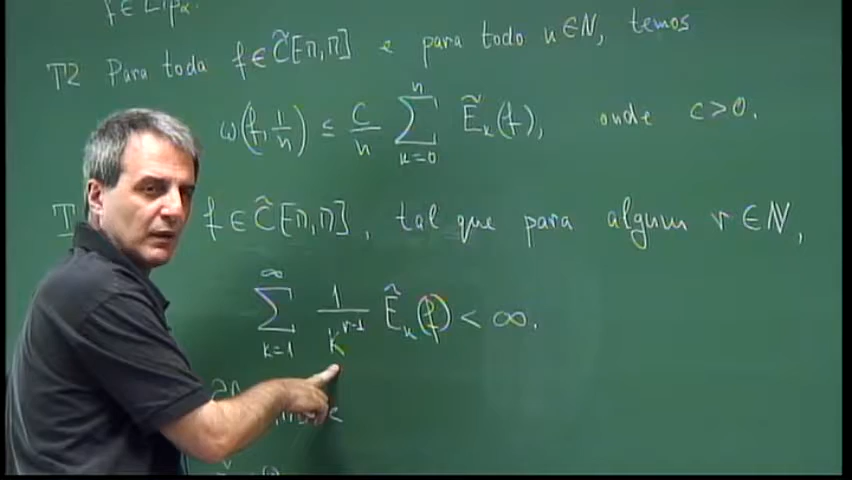 f ∈ Lip α.
T2 Para toda f ∈ C̃[π,π] e para todo n ∈ N, temos
ω(f, 1/n) ≤ C/n ∑_{k=0}^{n} Ẽ_k(f), onde c > 0.
f ∈ C̃[π,π], tal que para algum r ∈ N,
∑_{k=1}^{∞} 1/k^{r-1} Ê_k(f) < ∞.